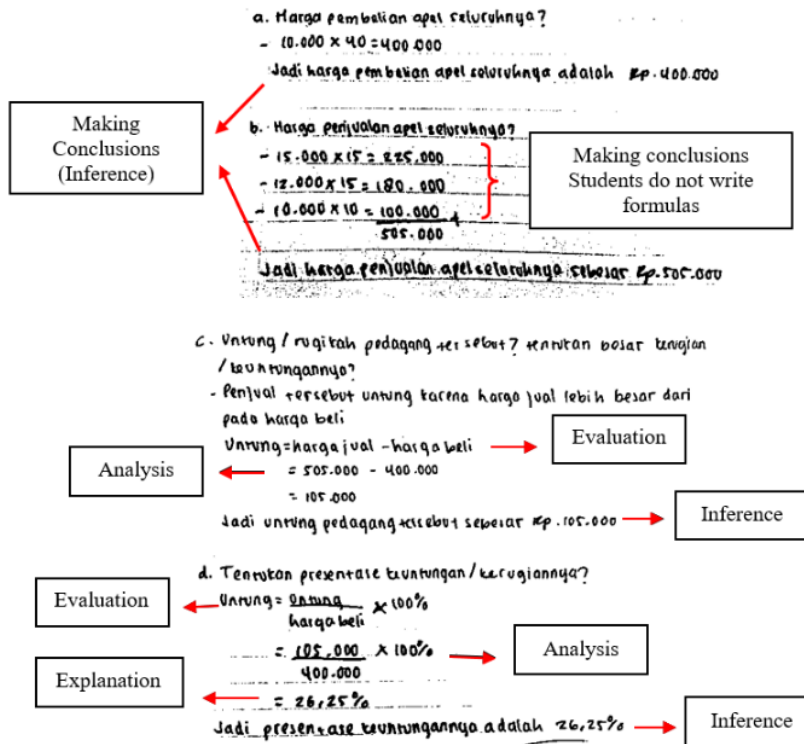 a. Harga pembelian apel seluruhnya?
- 10.000 x 40 = 400.000
Jadi harga pembelian apel seluruhnya adalah Rp. 400.000
Making
Conclusions
(Inference)
b. Harga penjualan apel seluruhnya?
- 15.000 x 15 = 225.000
- 12.000 x 15 = 180.000
- 10.000 x 10 = 100.000 +
505.000
Making conclusions
Students do not write
formulas
Jadi harga penjualan apel seluruhnya sebesar Rp. 505.000
c. Untung / rugikah pedagang tersebut? tentukan besar kerugian
/ keuntungannya?
- Penjual tersebut untung karena harga jual lebih besar dari
pada harga beli
Untung = harga jual - harga beli
Evaluation
Analysis
= 505.000 - 400.000
= 105.000
Jadi untung pedagang tersebut sebesar Rp. 105.000
Inference
d. Tentukan presentase keuntungan / kerugiannya?
Evaluation
Untung = Untung x 100%
harga beli
= 105.000 x 100%
400.000
Analysis
Explanation
= 26,25%
Jadi presentase keuntungannya adalah 26,25%
Inference